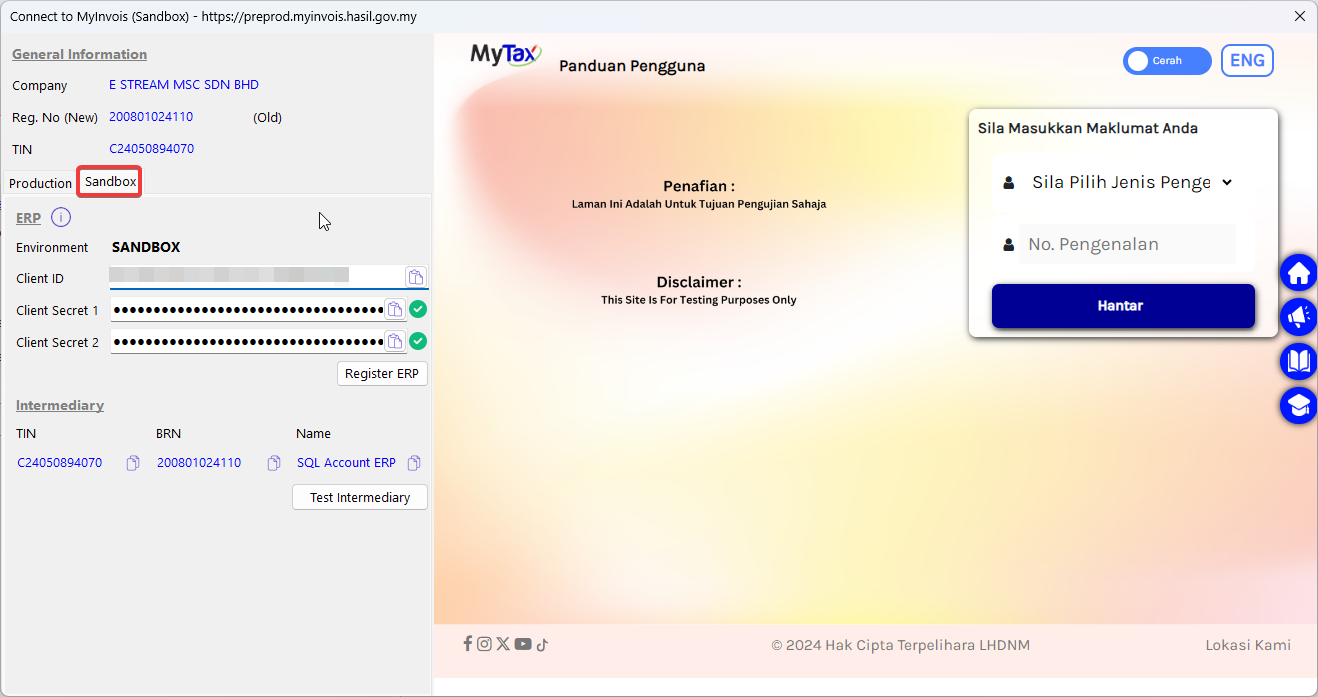 Connect to MyInvois (Sandbox) - https://preprod.myinvois.hasil.gov.my
General Information
Company E STREAM MSC SDN BHD
Reg. No (New) 200801024110 (Old)
TIN C24050894070
Production Sandbox
ERP
Environment SANDBOX
Client ID
Client Secret 1
Client Secret 2
Register ERP
Intermediary
TIN BRN Name
C24050894070 200801024110 SQL Account ERP
Test Intermediary
MyTax
Panduan Pengguna
Cerah
ENG
Penafian :
Laman Ini Adalah Untuk Tujuan Pengujian Sahaja
Disclaimer :
This Site Is For Testing Purposes Only
Sila Masukkan Maklumat Anda
Sila Pilih Jenis Penge
No. Pengenalan
Hantar
© 2024 Hak Cipta Terpelihara LHDNM
Lokasi Kami